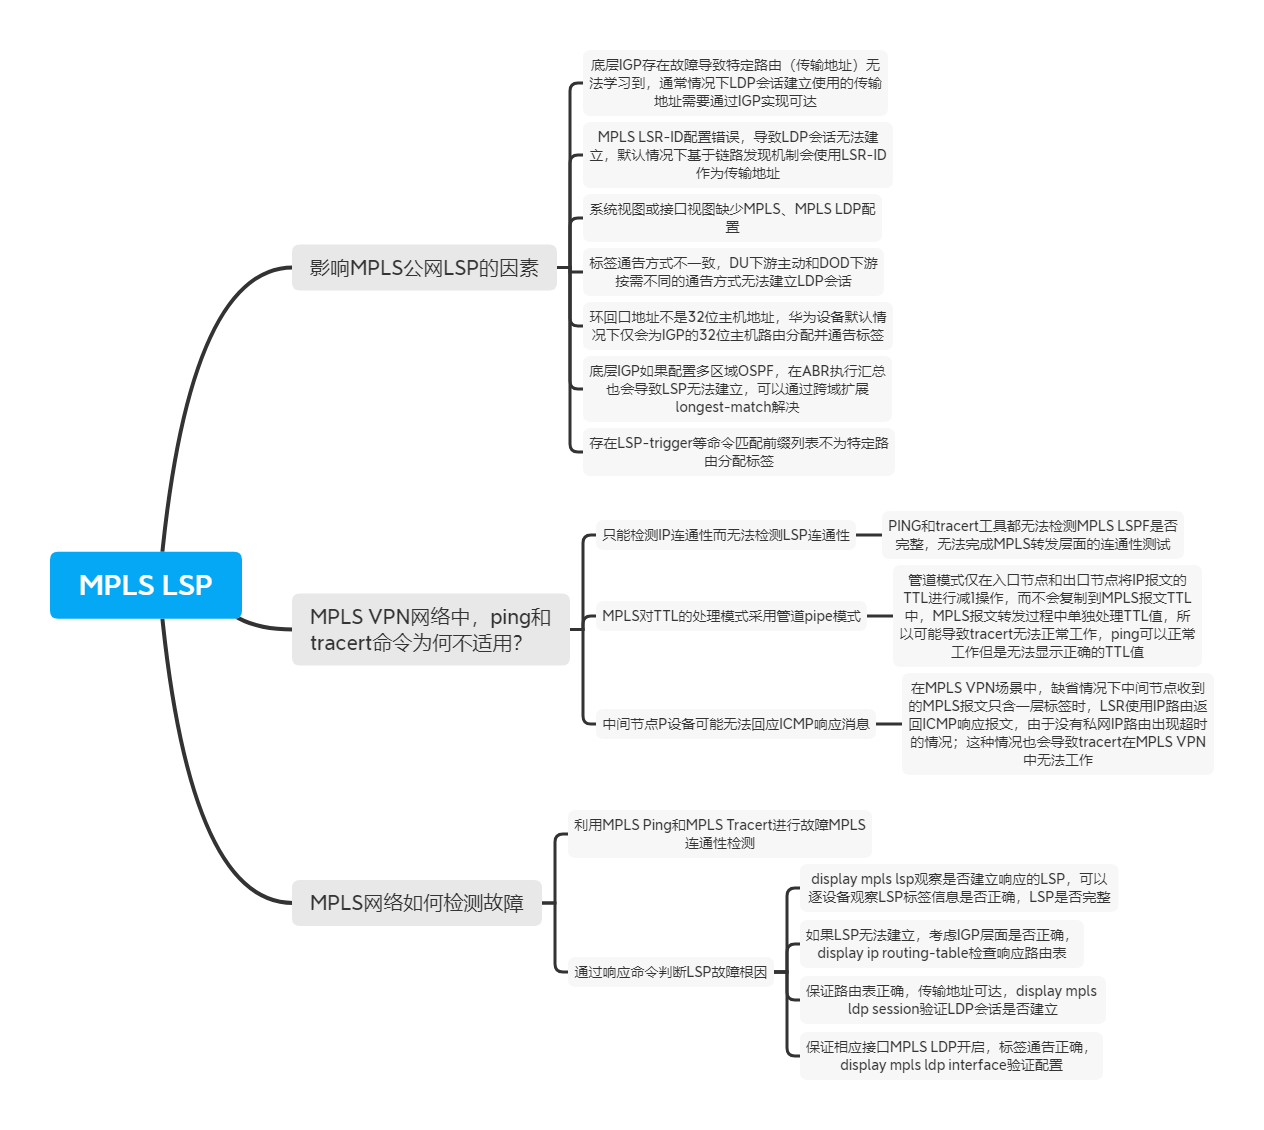 MPLS LSP
影响MPLS公网LSP的因素
底层IGP存在故障导致特定路由（传输地址）无
法学习到，通常情况下LDP会话建立使用的传输
地址需要通过IGP实现可达
MPLS LSR-ID配置错误，导致LDP会话无法建
立，默认情况下基于链路发现机制会使用LSR-ID
作为传输地址
系统视图或接口视图缺少MPLS、MPLS LDP配
置
标签通告方式不一致，DU下游主动和DOD下游
按需不同的通告方式无法建立LDP会话
环回口地址不是32位主机地址，华为设备默认情
况下仅会为IGP的32位主机路由分配并通告标签
底层IGP如果配置多区域OSPF，在ABR执行汇总
也会导致LSP无法建立，可以通过跨域扩展
longest-match解决
存在LSP-trigger等命令匹配前缀列表不为特定路
由分配标签
MPLS VPN网络中，ping和
tracert命令为何不适用？
只能检测IP连通性而无法检测LSP连通性
PING和tracert工具都无法检测MPLS LSPF是否
完整，无法完成MPLS转发层面的连通性测试
MPLS对TTL的处理模式采用管道pipe模式
管道模式仅在入口节点和出口节点将IP报文的
TTL进行减1操作，而不会复制到MPLS报文TTL
中，MPLS报文转发过程中单独处理TTL值，所
以可能导致tracert无法正常工作，ping可以正常
工作但是无法显示正确的TTL值
中间节点P设备可能无法回应ICMP响应消息
在MPLS VPN场景中，缺省情况下中间节点收到
的MPLS报文只含一层标签时，LSR使用IP路由返
回ICMP响应报文，由于没有私网IP路由出现超时
的情况；这种情况也会导致tracert在MPLS VPN
中无法工作
MPLS网络如何检测故障
利用MPLS Ping和MPLS Tracert进行故障MPLS
连通性检测
通过响应命令判断LSP故障根因
display mpls lsp观察是否建立响应的LSP，可以
逐设备观察LSP标签信息是否正确，LSP是否完整
如果LSP无法建立，考虑IGP层面是否正确，
display ip routing-table检查响应路由表
保证路由表正确，传输地址可达，display mpls
ldp session验证LDP会话是否建立
保证相应接口MPLS LDP开启，标签通告正确，
display mpls ldp interface验证配置